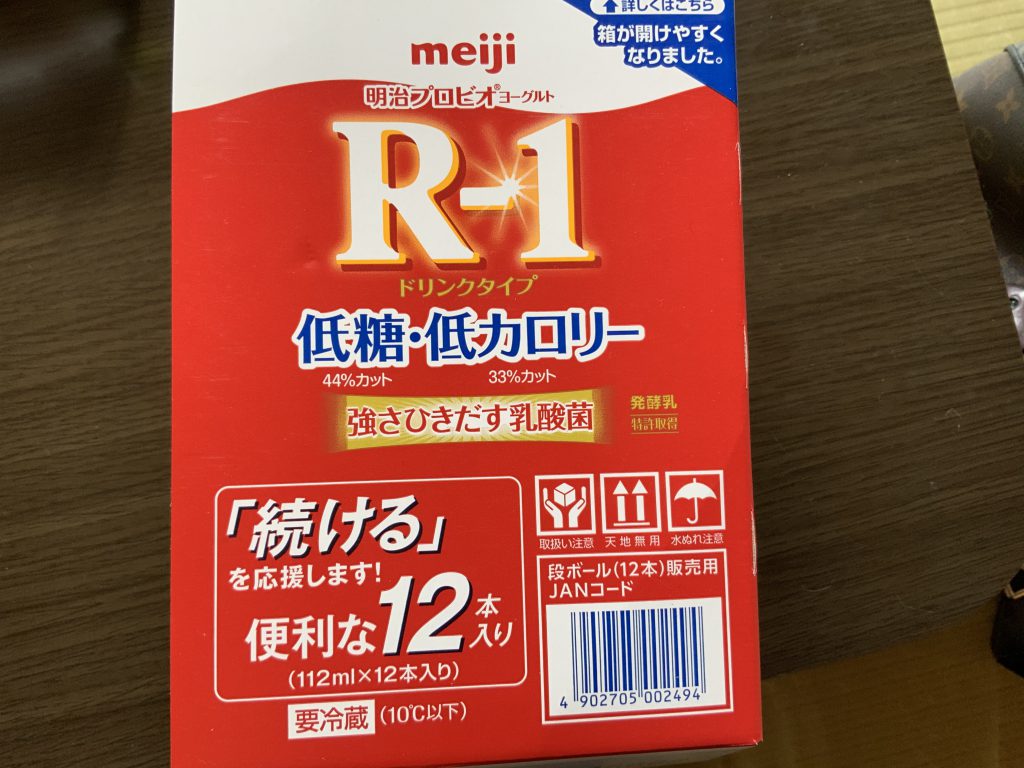 ⬆詳しくはこちら
箱が開けやすく
なりました。
meiji
明治プロビオ®ヨーグルト
R-1
ドリンクタイプ
低糖・低カロリー
44%カット 33%カット
強さひきだす乳酸菌
発酵乳
特許取得
「続ける」
を応援します!
便利な12本入り
(112ml×12本入り)
要冷蔵 (10℃以下)
取扱い注意 天地無用 水ぬれ注意
段ボール(12本)販売用
JANコード
4 902705 002494